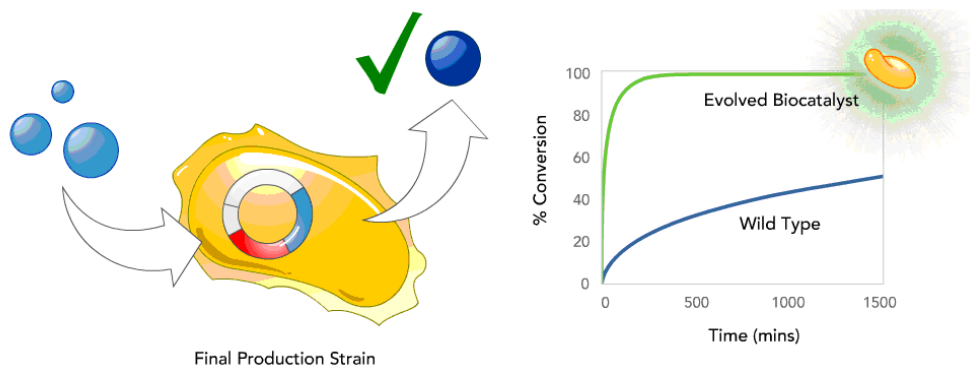 Final Production Strain
% Conversion
100
80
60
40
20
0
Evolved Biocatalyst
Wild Type
0 500 1000 1500
Time (mins)